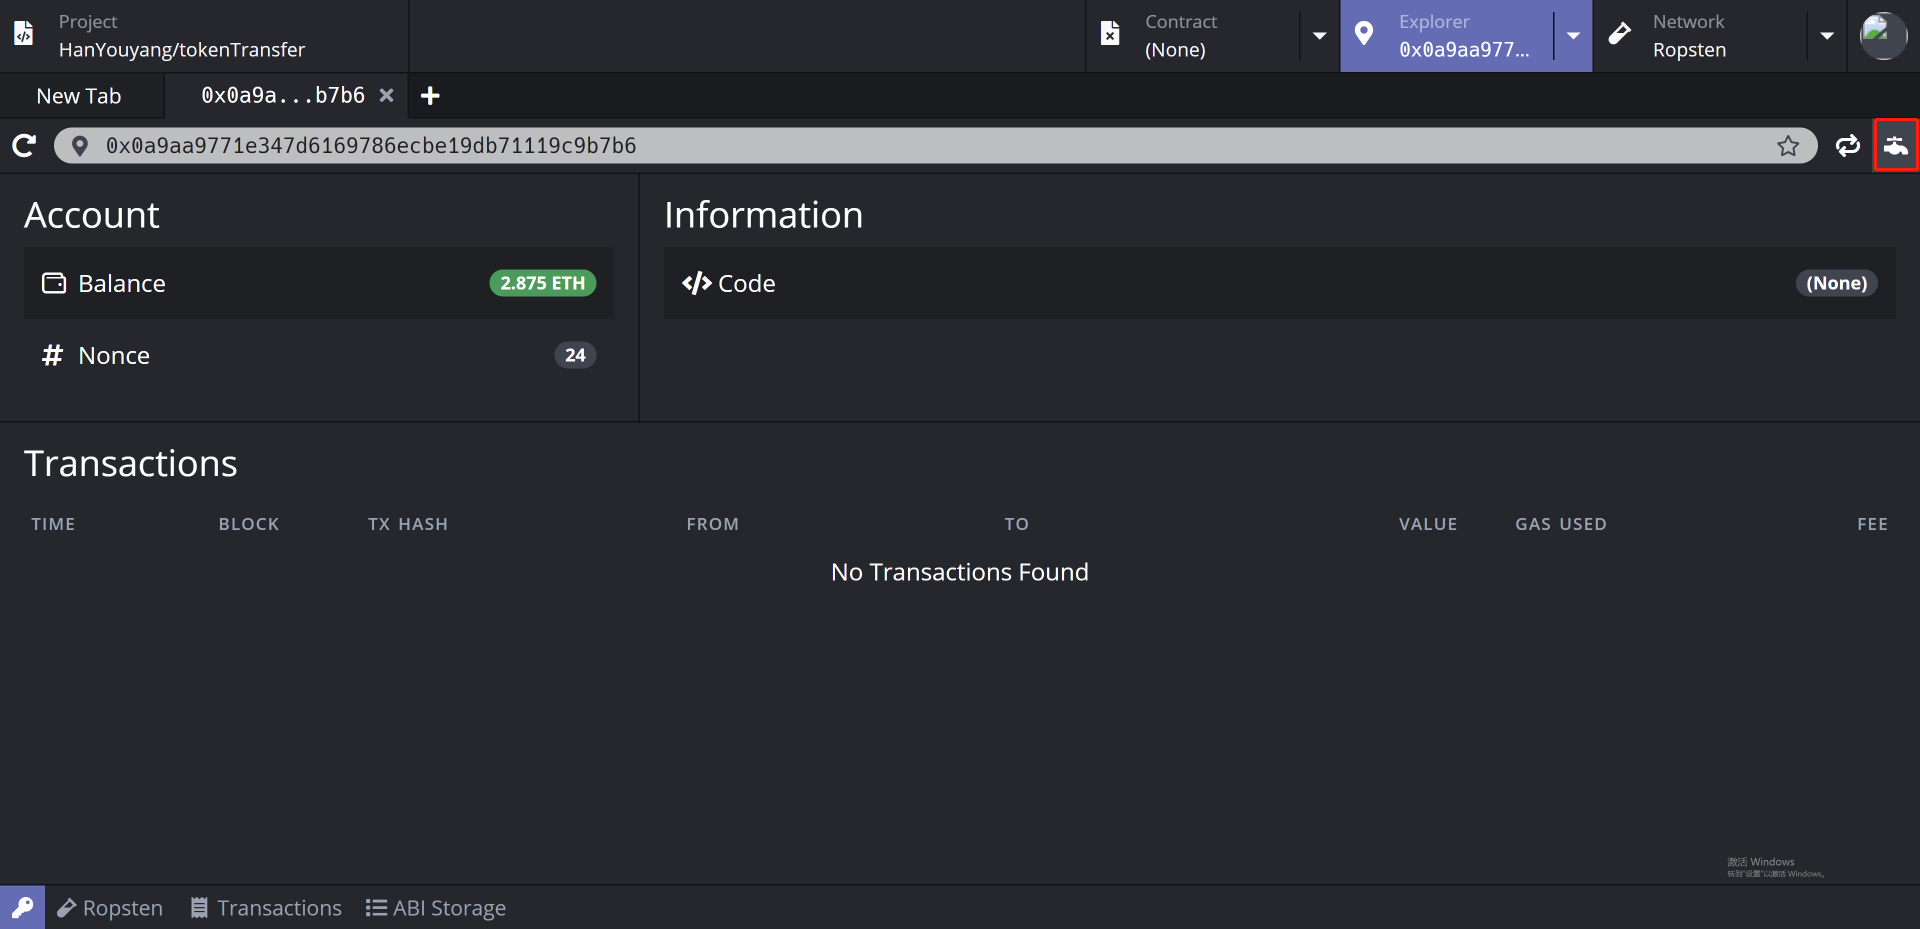 Project
HanYouyang/tokenTransfer
Contract
(None)
Explorer
0x0a9aa977...
Network
Ropsten
New Tab
0x0a9a...b7b6
0x0a9aa9771e347d6169786ecbe19db71119c9b7b6
Account
Balance
2.875 ETH
Nonce
24
Information
Code
(None)
Transactions
TIME BLOCK TX HASH FROM TO VALUE GAS USED FEE
No Transactions Found
激活 Windows
转到"设置"以激活 Windows。
Ropsten
Transactions
ABI Storage